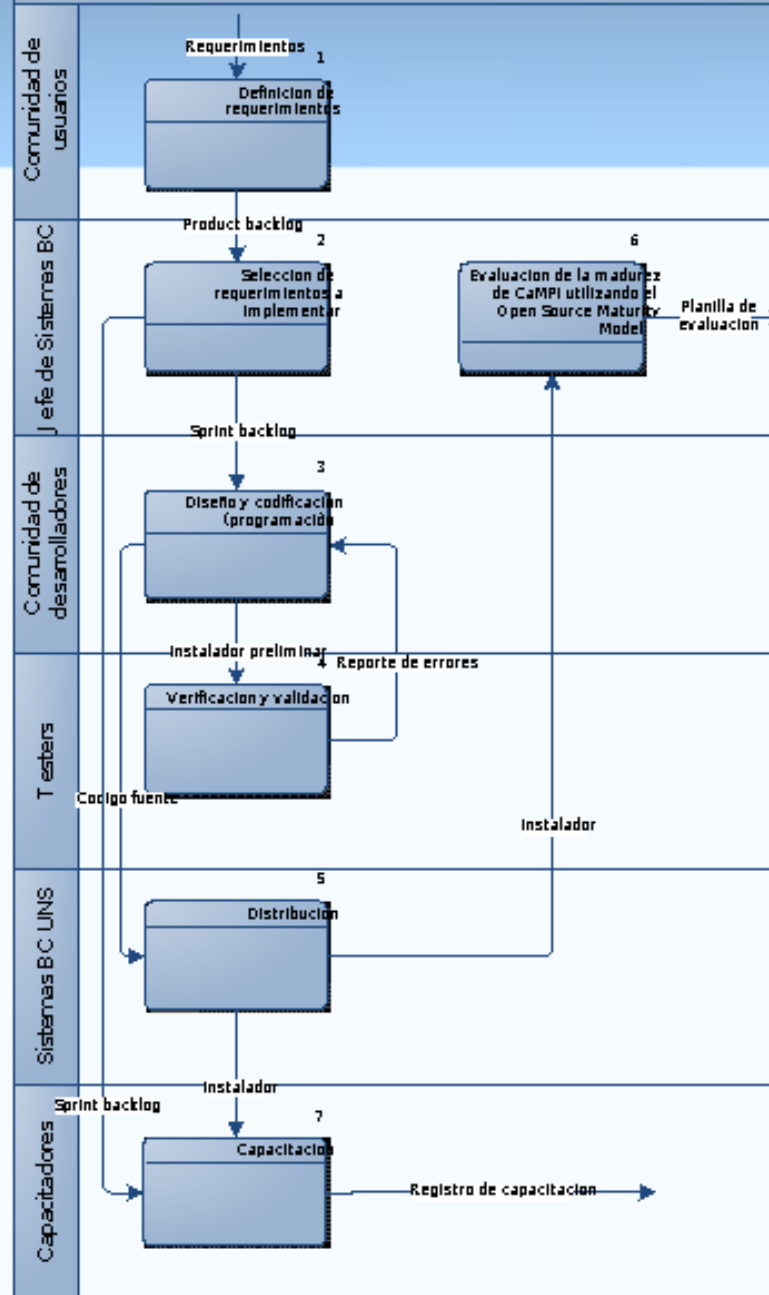 Comunidad de
usuarios
Requerimientos
1
Definicion de
requerimientos
Product backlog
Jefe de Sistemas BC
2
Seleccion de
requerimientos a
implementar
6
Evaluacion de la madurez
de CaMPI utilizando el
Open Source Maturity
Model
Planilla de
evaluacion
Sprint backlog
Comunidad de
desarrolladores
3
Diseño y codificación
(programación
Instalador preliminar
4
Reporte de errores
Testers
Verificacion y validacion
Codigo fuente
Instalador
Sistemas BC UNS
5
Distribucion
Instalador
Sprint backlog
Capacitadores
7
Capacitacion
Registro de capacitacion